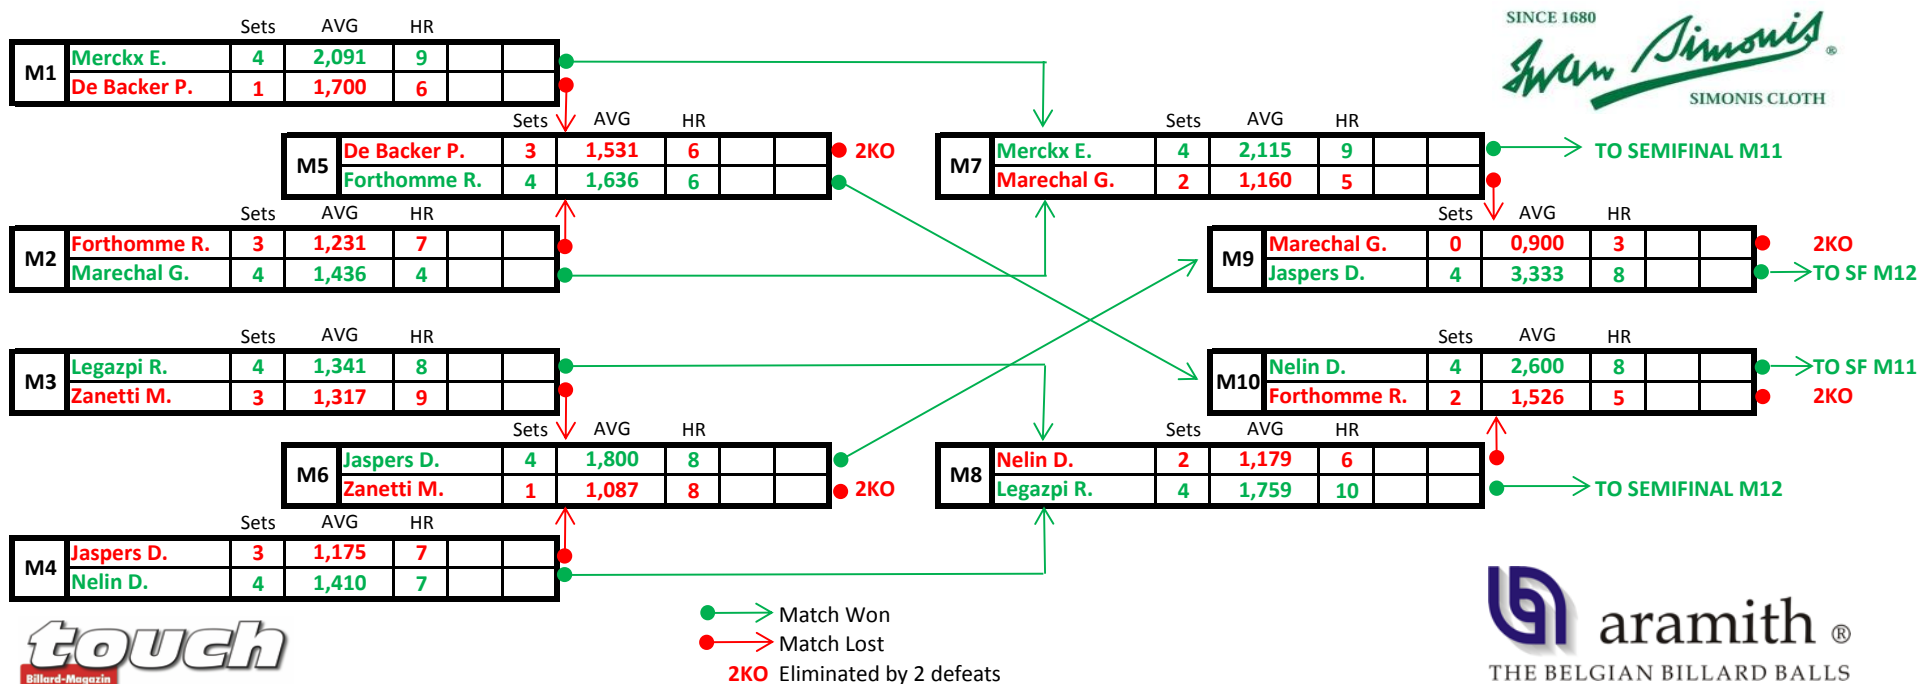 Sets AVG HR
M1
Merckx E. 4 2,091 9
De Backer P. 1 1,700 6
Sets AVG HR
M5
De Backer P. 3 1,531 6 2KO
Forthomme R. 4 1,636 6
Sets AVG HR
M2
Forthomme R. 3 1,231 7
Marechal G. 4 1,436 4
Sets AVG HR
M3
Legazpi R. 4 1,341 8
Zanetti M. 3 1,317 9
Sets AVG HR
M6
Jaspers D. 4 1,800 8
Zanetti M. 1 1,087 8 2KO
Sets AVG HR
M4
Jaspers D. 3 1,175 7
Nelin D. 4 1,410 7
SINCE 1680
Iwan Simonis ®
SIMONIS CLOTH
Sets AVG HR
M7
Merckx E. 4 2,115 9 TO SEMIFINAL M11
Marechal G. 2 1,160 5
Sets AVG HR
M9
Marechal G. 0 0,900 3 2KO
Jaspers D. 4 3,333 8 TO SF M12
Sets AVG HR
M10
Nelin D. 4 2,600 8 TO SF M11
Forthomme R. 2 1,526 5 2KO
Sets AVG HR
M8
Nelin D. 2 1,179 6
Legazpi R. 4 1,759 10 TO SEMIFINAL M12
touch
Billard-Magazin
Match Won
Match Lost
2KO Eliminated by 2 defeats
aramith ®
THE BELGIAN BILLARD BALLS